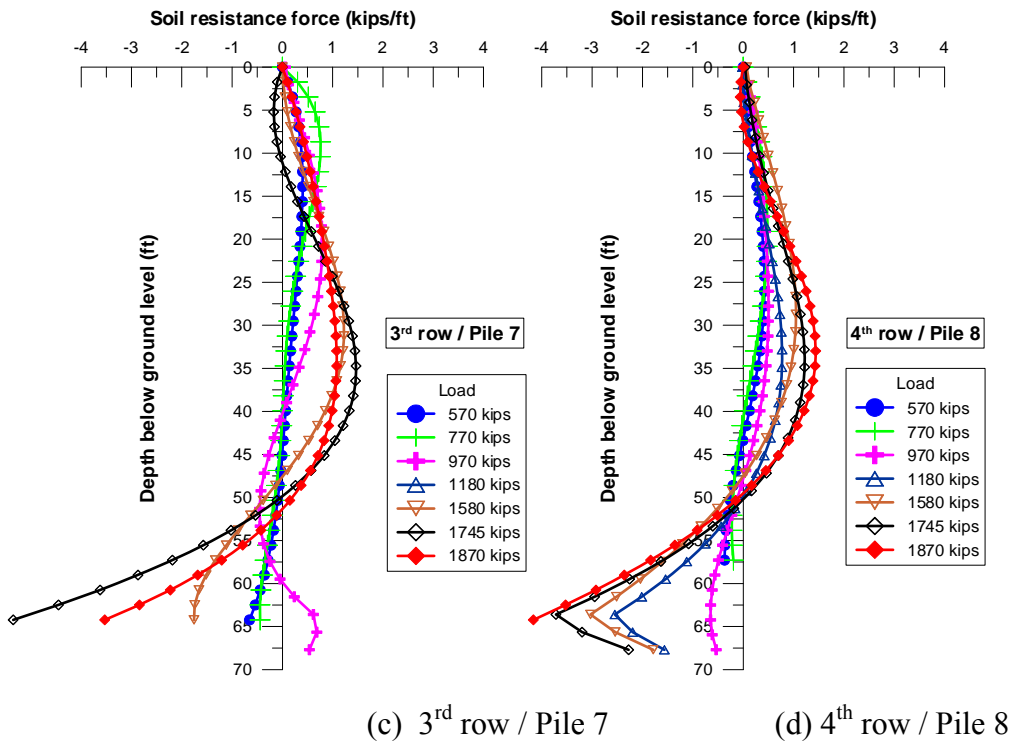 Soil resistance force (kips/ft)
-4 -3 -2 -1 0 1 2 3 4
0
5
10
15
20
25
30
35
40
45
50
55
60
65
70
Depth below ground level (ft)
3rd row / Pile 7
Load
570 kips
770 kips
970 kips
1180 kips
1580 kips
1745 kips
1870 kips
(c) 3rd row / Pile 7
Soil resistance force (kips/ft)
-4 -3 -2 -1 0 1 2 3 4
0
5
10
15
20
25
30
35
40
45
50
55
60
65
70
Depth below ground level (ft)
4th row / Pile 8
Load
570 kips
770 kips
970 kips
1180 kips
1580 kips
1745 kips
1870 kips
(d) 4th row / Pile 8